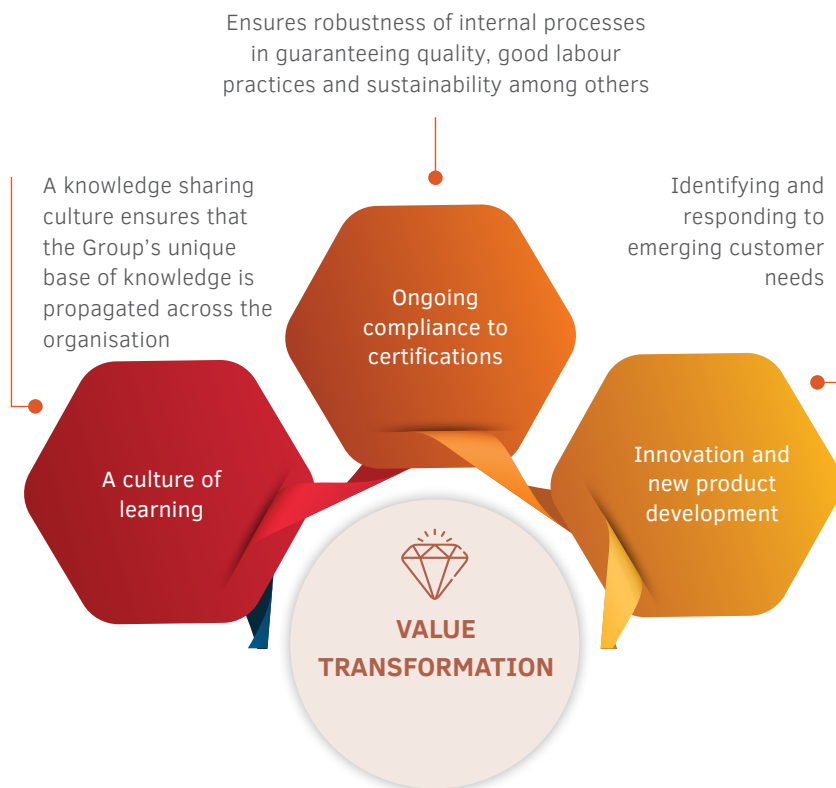 Ensures robustness of internal processes
in guaranteeing quality, good labour
practices and sustainability among others
A knowledge sharing
culture ensures that
the Group’s unique
base of knowledge is
propagated across the
organisation
Identifying and
responding to
emerging customer
needs
Ongoing
compliance to
certifications
A culture of
learning
Innovation and
new product
development
VALUE
TRANSFORMATION